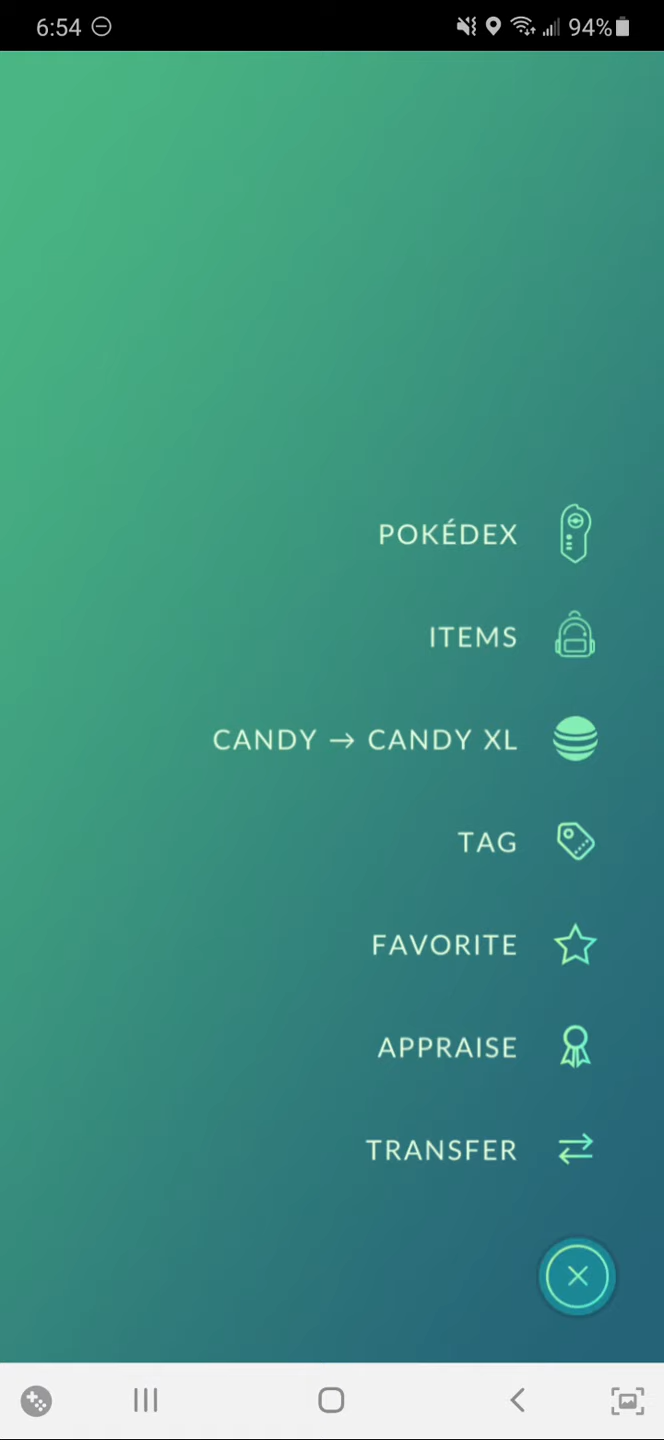 6:54 94%
POKÉDEX
ITEMS
CANDY → CANDY XL
TAG
FAVORITE
APPRAISE
TRANSFER